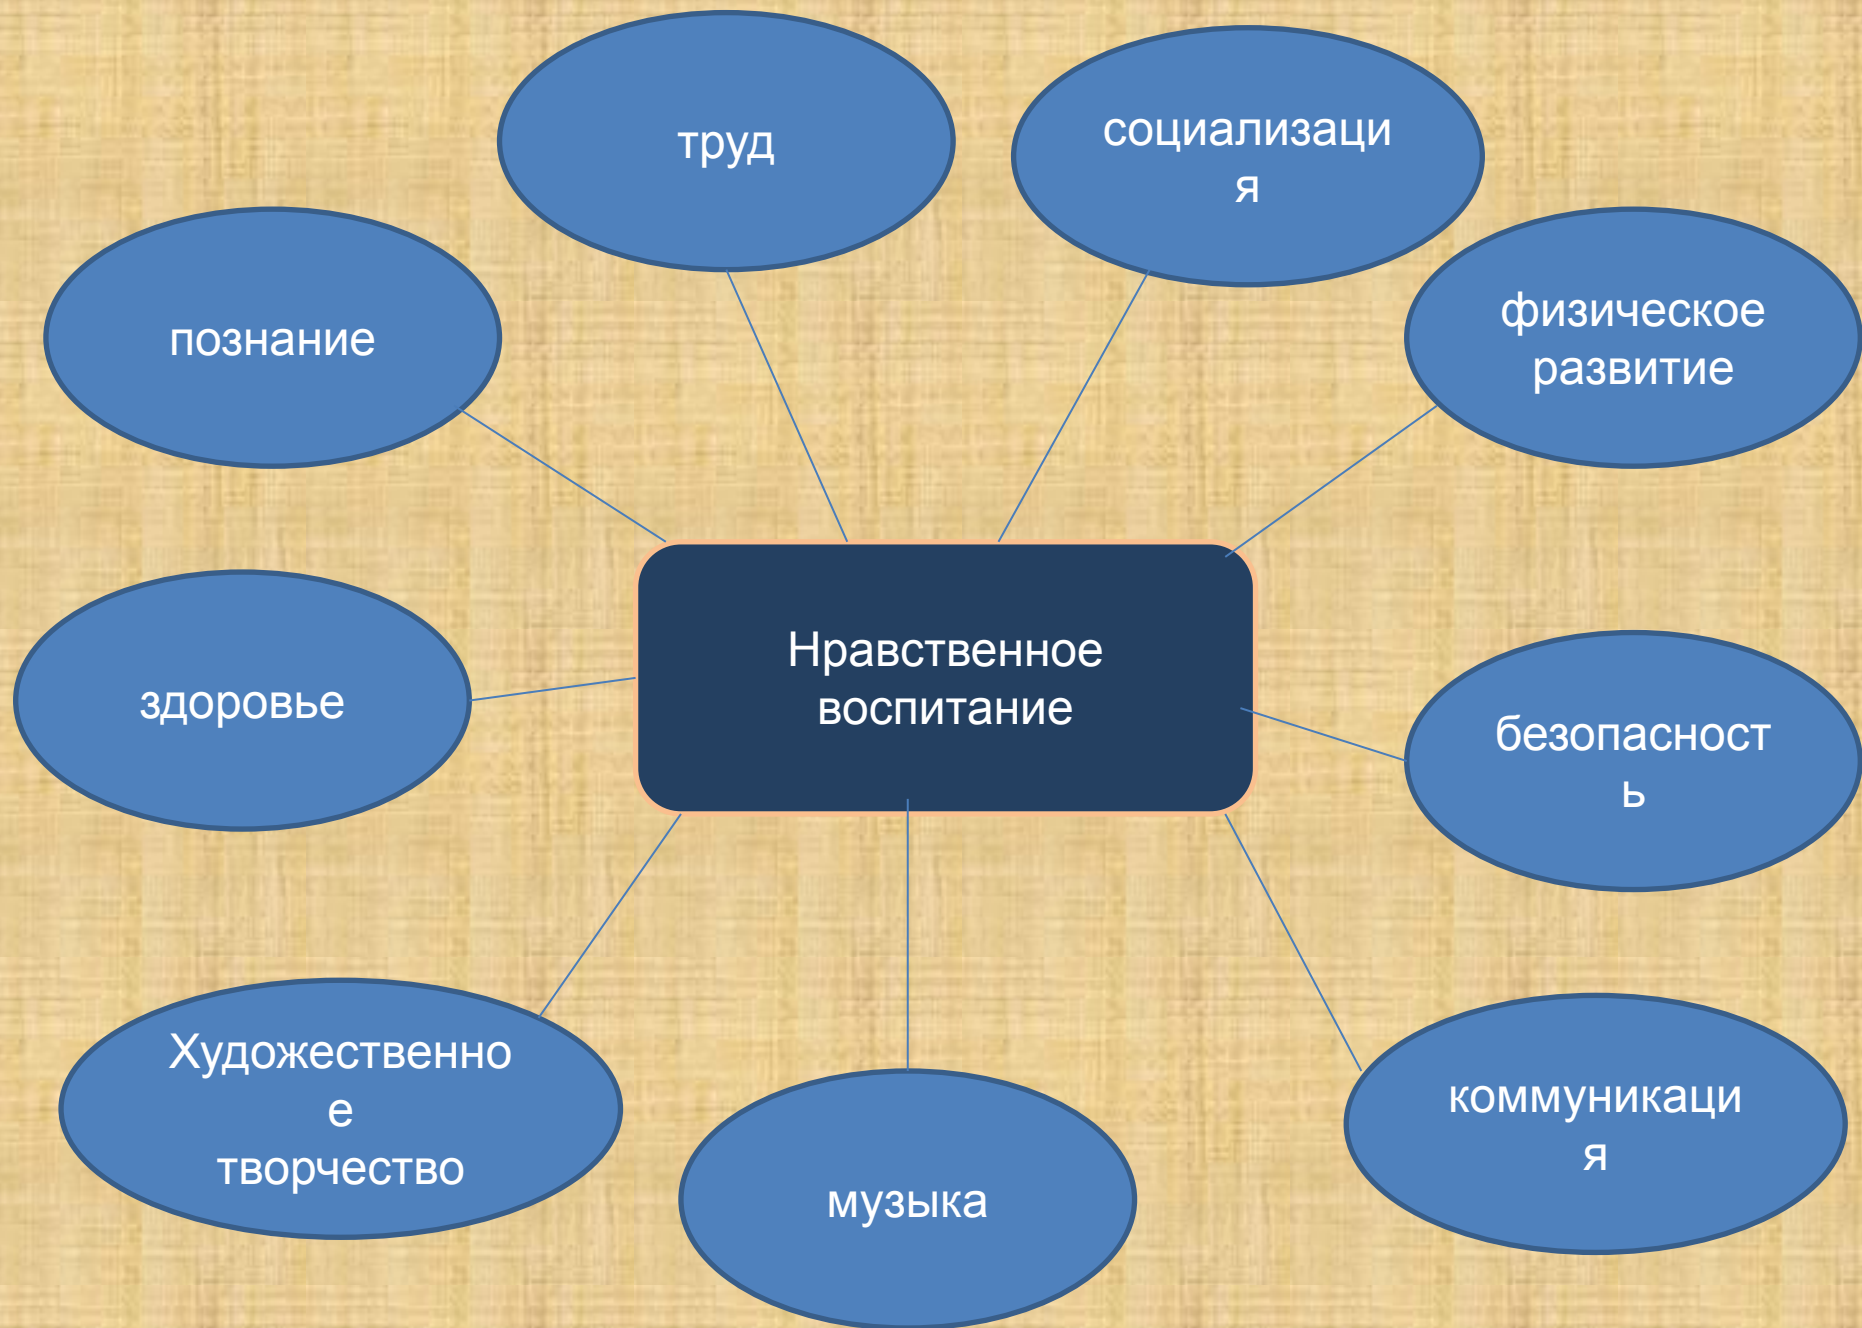 труд
социализаци
я
познание
физическое
развитие
здоровье
Нравственное
воспитание
безопасност
ь
Художественно
е
творчество
музыка
коммуникаци
я